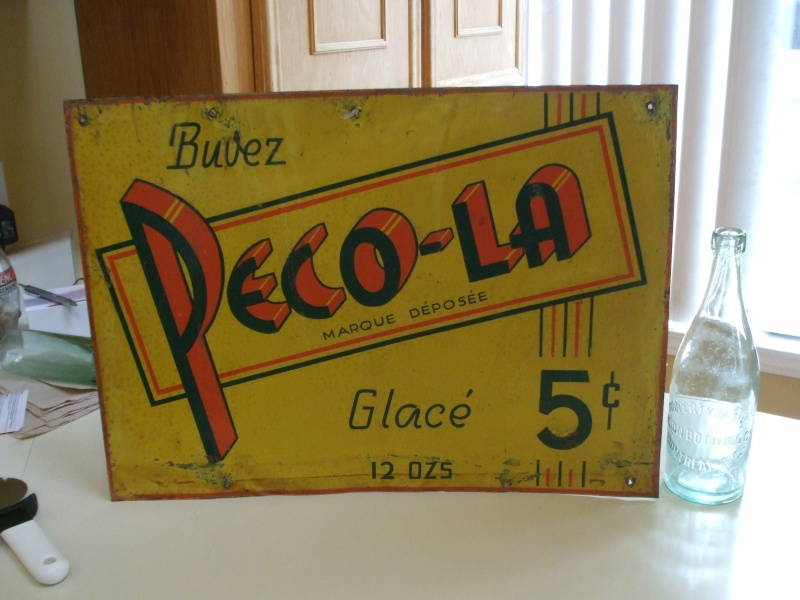 Buvez
PECO-LA
MARQUE DÉPOSÉE
Glacé
5¢
12 OZS